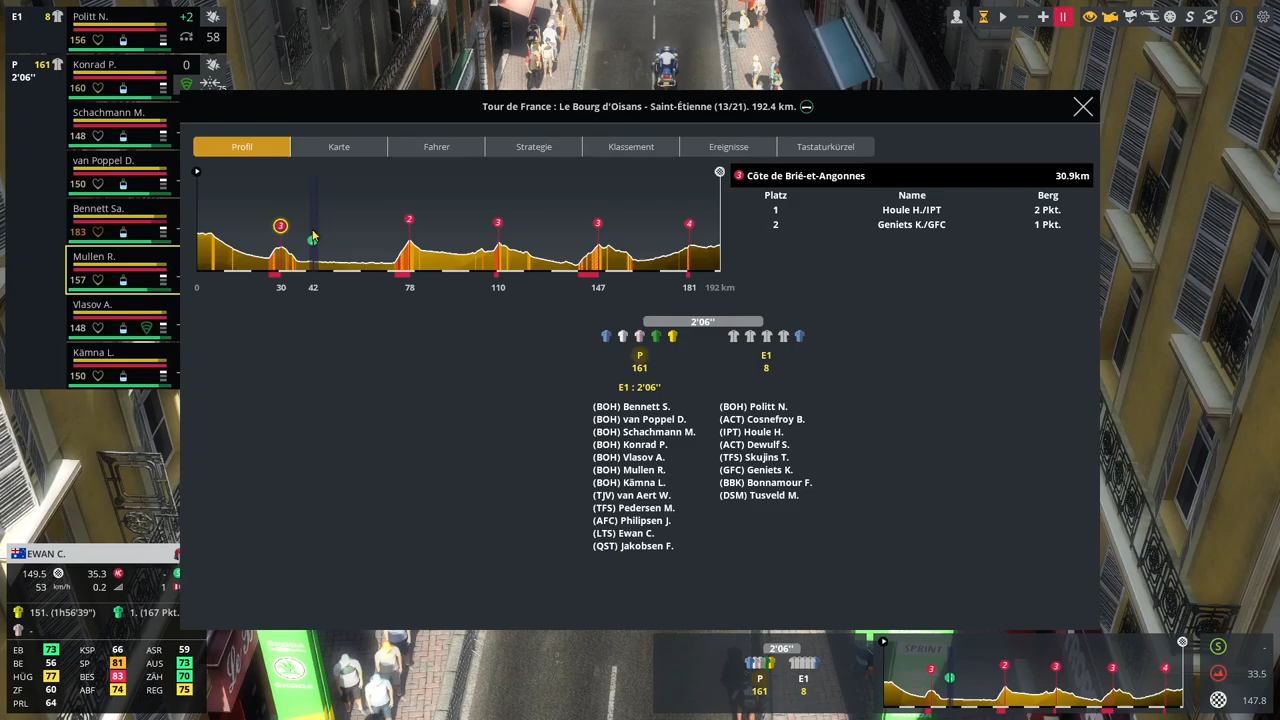 E1 8 Politt N. +2
156 58
P 161 Konrad P. 0
2'06''
160 75
Schachmann M.
148
van Poppel D.
150
Bennett Sa.
183
Mullen R.
157
Vlasov A.
148
Kämna L.
150
Tour de France : Le Bourg d'Oisans - Saint-Étienne (13/21). 192.4 km.
Profil Karte Fahrer Strategie Klassement Ereignisse Tastaturkürzel
3 Côte de Brié-et-Angonnes 30.9km
Platz Name Berg
1 Houle H./IPT 2 Pkt.
2 Geniets K./GFC 1 Pkt.
3 2 3 3 4
0 30 42 78 110 147 181 192 km
2'06''
P E1
161 8
E1 : 2'06''
(BOH) Bennett S. (BOH) Politt N.
(BOH) van Poppel D. (ACT) Cosnefroy B.
(BOH) Schachmann M. (IPT) Houle H.
(BOH) Konrad P. (ACT) Dewulf S.
(BOH) Vlasov A. (TFS) Skujins T.
(BOH) Mullen R. (GFC) Geniets K.
(BOH) Kämna L. (BBK) Bonnamour F.
(TJV) van Aert W. (DSM) Tusveld M.
(TFS) Pedersen M.
(AFC) Philipsen J.
(LTS) Ewan C.
(QST) Jakobsen F.
EWAN C.
149.5 35.3 HC - S
53 km/h 0.2 1
151. (1h56'39'') 1. (167 Pkt.
-
EB 73 KSP 66 ASR 59
BE 56 SP 81 AUS 73
HÜG 77 BES 83 ZÄH 70
ZF 60 ABF 74 REG 75
PRL 64
2'06''
P E1
161 8
SPRINT
3 2 3 3 4
S -
33.5
147.8